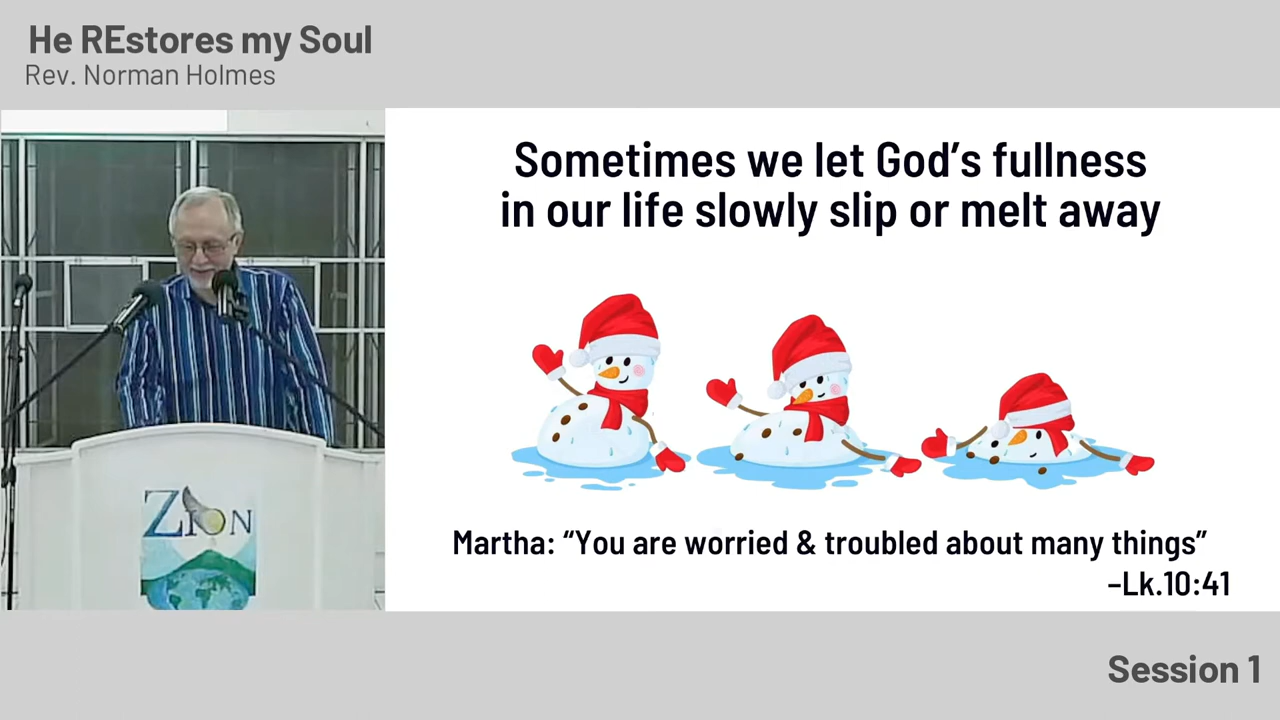 He REstores my Soul
Rev. Norman Holmes
Sometimes we let God’s fullness
in our life slowly slip or melt away
ZION
Martha: “You are worried & troubled about many things”
–Lk.10:41
Session 1